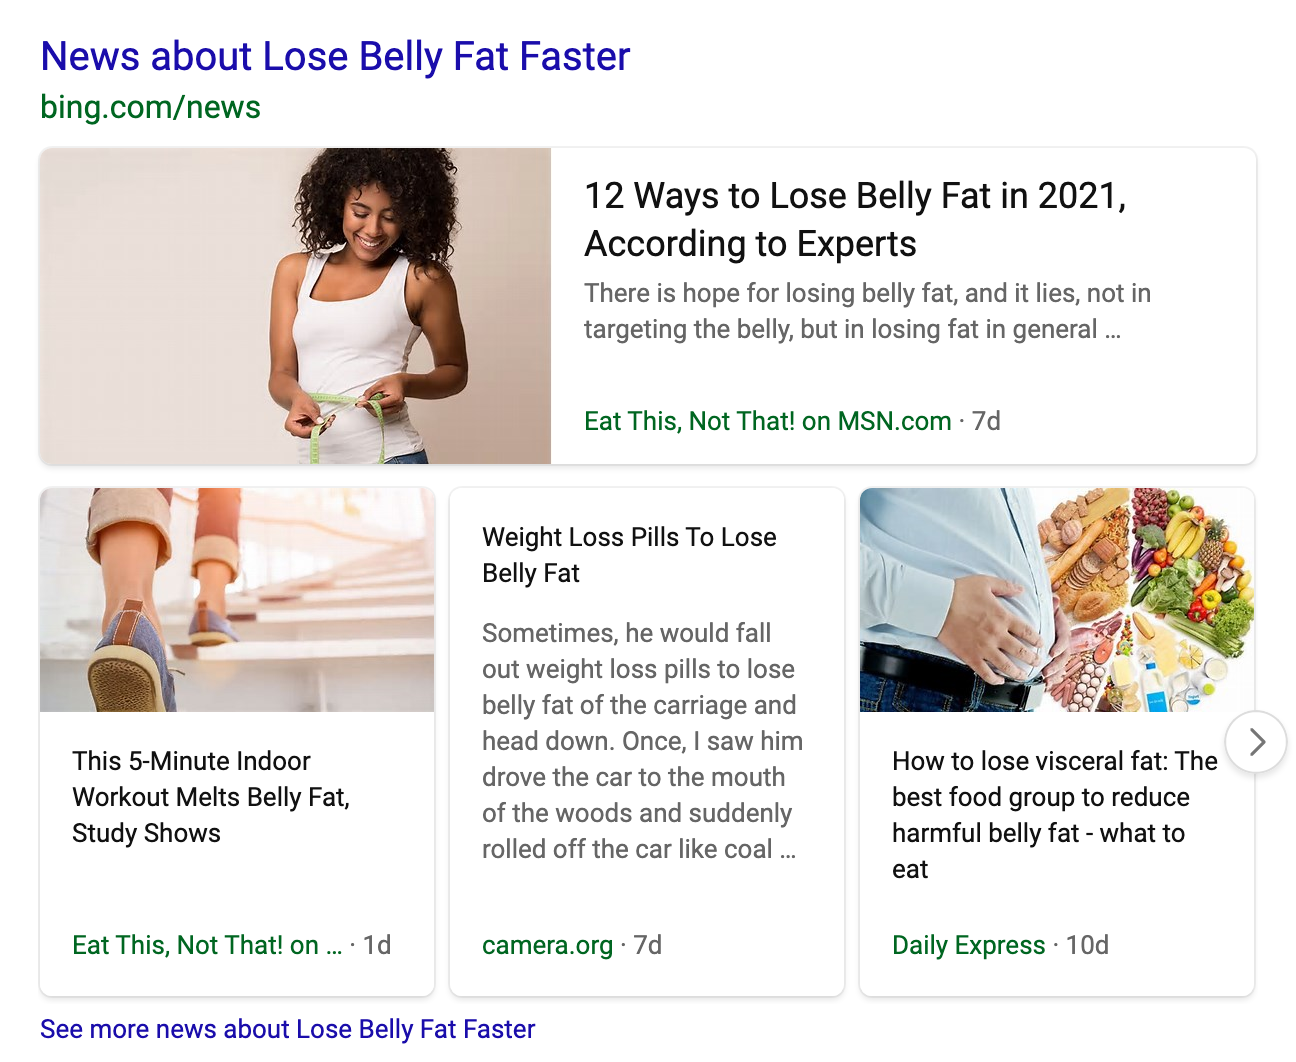 News about Lose Belly Fat Faster
bing.com/news
12 Ways to Lose Belly Fat in 2021,
According to Experts
There is hope for losing belly fat, and it lies, not in
targeting the belly, but in losing fat in general ...
Eat This, Not That! on MSN.com · 7d
This 5-Minute Indoor
Workout Melts Belly Fat,
Study Shows
Eat This, Not That! on ... · 1d
Weight Loss Pills To Lose
Belly Fat
Sometimes, he would fall
out weight loss pills to lose
belly fat of the carriage and
head down. Once, I saw him
drove the car to the mouth
of the woods and suddenly
rolled off the car like coal ...
camera.org · 7d
How to lose visceral fat: The
best food group to reduce
harmful belly fat - what to
eat
Daily Express · 10d
See more news about Lose Belly Fat Faster